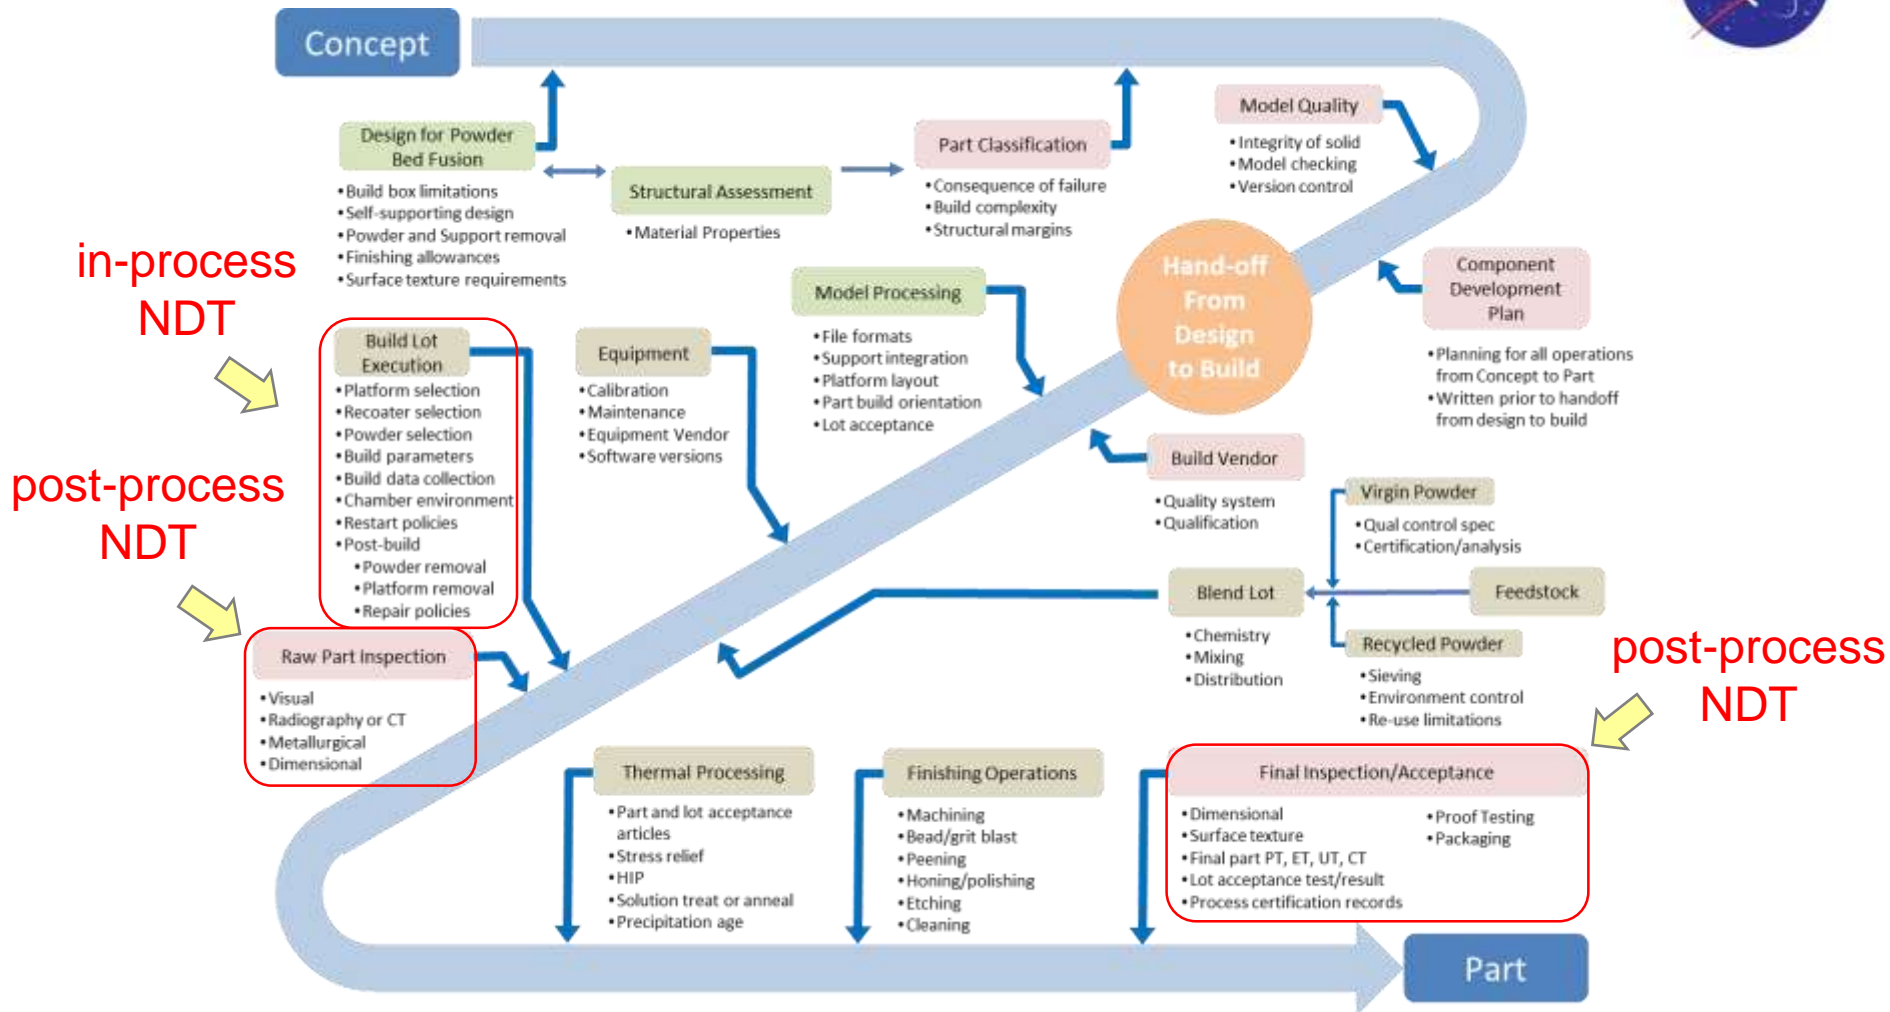 Concept
Design for Powder
Bed Fusion
•Build box limitations
•Self-supporting design
•Powder and Support removal
•Finishing allowances
•Surface texture requirements
Structural Assessment
•Material Properties
Part Classification
•Consequence of failure
•Build complexity
•Structural margins
Model Quality
•Integrity of solid
•Model checking
•Version control
Hand-off
From
Design
to Build
Component
Development
Plan
•Planning for all operations
from Concept to Part
•Written prior to handoff
from design to build
Model Processing
•File formats
•Support integration
•Platform layout
•Part build orientation
•Lot acceptance
Build Vendor
•Quality system
•Qualification
Equipment
•Calibration
•Maintenance
•Equipment Vendor
•Software versions
in-process
NDT
Build Lot
Execution
•Platform selection
•Recoater selection
•Powder selection
•Build parameters
•Build data collection
•Chamber environment
•Restart policies
•Post-build
•Powder removal
•Platform removal
•Repair policies
Virgin Powder
•Qual control spec
•Certification/analysis
Blend Lot
•Chemistry
•Mixing
•Distribution
Feedstock
Recycled Powder
•Sieving
•Environment control
•Re-use limitations
post-process
NDT
Raw Part Inspection
•Visual
•Radiography or CT
•Metallurgical
•Dimensional
Thermal Processing
•Part and lot acceptance
articles
•Stress relief
•HIP
•Solution treat or anneal
•Precipitation age
Finishing Operations
•Machining
•Bead/grit blast
•Peening
•Honing/polishing
•Etching
•Cleaning
post-process
NDT
Final Inspection/Acceptance
•Dimensional
•Surface texture
•Final part PT, ET, UT, CT
•Lot acceptance test/result
•Process certification records
•Proof Testing
•Packaging
Part